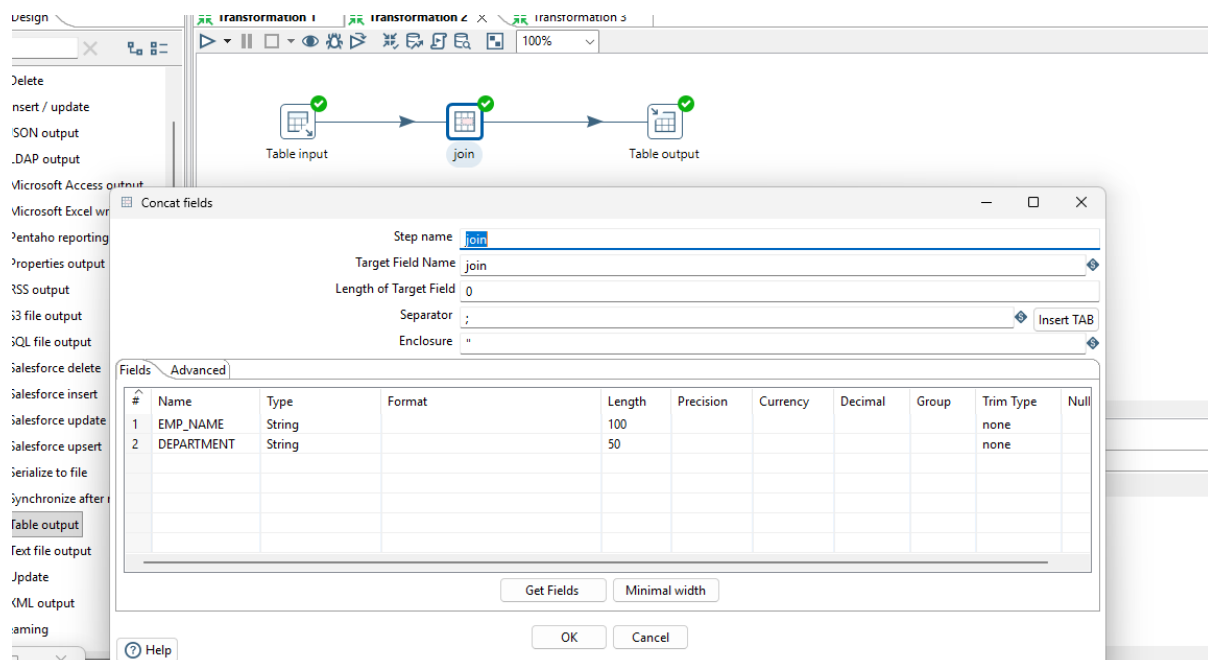 Design
Transformation 1
Transformation 2
Transformation 3
100%
Delete
nsert / update
SON output
DAP output
Microsoft Access output
Microsoft Excel wr
Pentaho reporting
Properties output
RSS output
S3 file output
SQL file output
Salesforce delete
Salesforce insert
Salesforce update
Salesforce upsert
Serialize to file
Synchronize after
Table output
Text file output
Update
XML output
eaming
Table input
join
Table output
Concat fields
Step name join
Target Field Name join
Length of Target Field 0
Separator ; Insert TAB
Enclosure "
Fields Advanced
# Name Type Format Length Precision Currency Decimal Group Trim Type Null
1 EMP_NAME String 100 none
2 DEPARTMENT String 50 none
Get Fields Minimal width
OK Cancel
Help